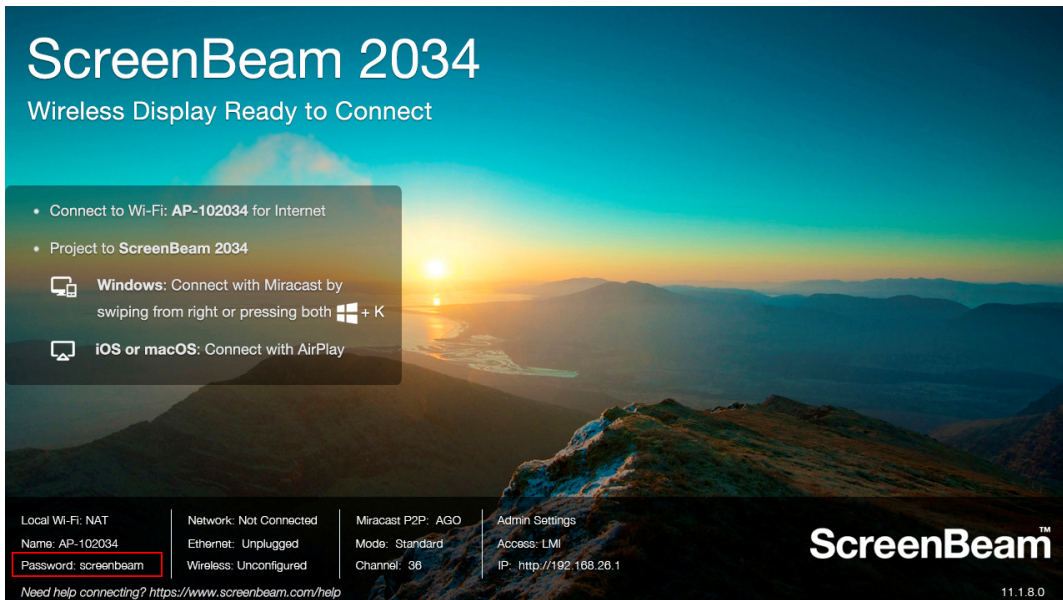 ScreenBeam 2034
Wireless Display Ready to Connect
• Connect to Wi-Fi: AP-102034 for Internet
• Project to ScreenBeam 2034
Windows: Connect with Miracast by
swiping from right or pressing both + K
iOS or macOS: Connect with AirPlay
Local Wi-Fi: NAT
Name: AP-102034
Password: screenbeam
Network: Not Connected
Ethernet: Unplugged
Wireless: Unconfigured
Miracast P2P: AGO
Mode: Standard
Channel: 36
Admin Settings
Access: LMI
IP: http://192.168.26.1
ScreenBeam™
Need help connecting? https://www.screenbeam.com/help
11.1.8.0